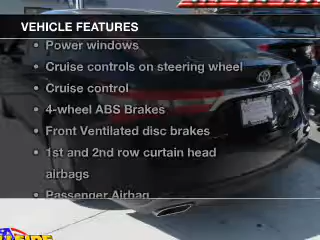 VEHICLE FEATURES
• Power windows
• Cruise controls on steering wheel
• Cruise control
• 4-wheel ABS Brakes
• Front Ventilated disc brakes
• 1st and 2nd row curtain head
airbags
• Passenger Airbag